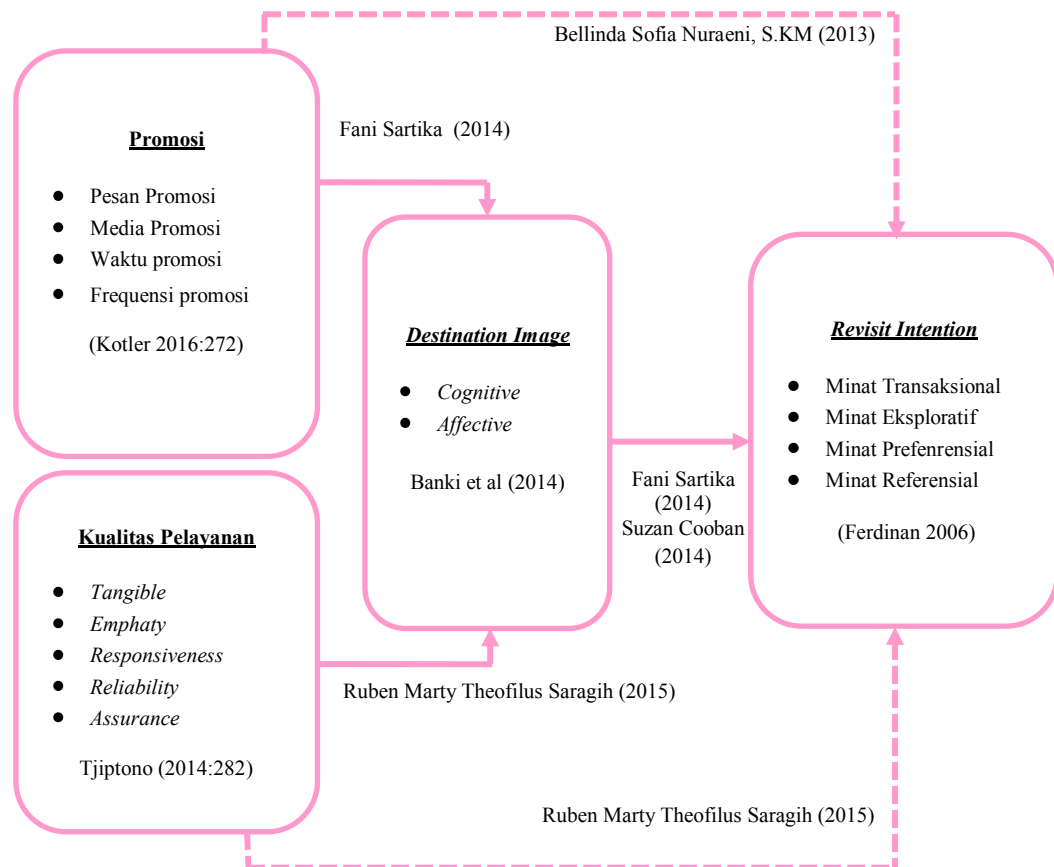 Bellinda Sofia Nuraeni, S.KM (2013)
Fani Sartika (2014)
Promosi
● Pesan Promosi
● Media Promosi
● Waktu promosi
● Frequensi promosi
(Kotler 2016:272)
Destination Image
● Cognitive
● Affective
Banki et al (2014)
Revisit Intention
● Minat Transaksional
● Minat Eksploratif
● Minat Prefenrensial
● Minat Referensial
(Ferdinan 2006)
Fani Sartika
(2014)
Suzan Cooban
(2014)
Kualitas Pelayanan
● Tangible
● Emphaty
● Responsiveness
● Reliability
● Assurance
Tjiptono (2014:282)
Ruben Marty Theofilus Saragih (2015)
Ruben Marty Theofilus Saragih (2015)